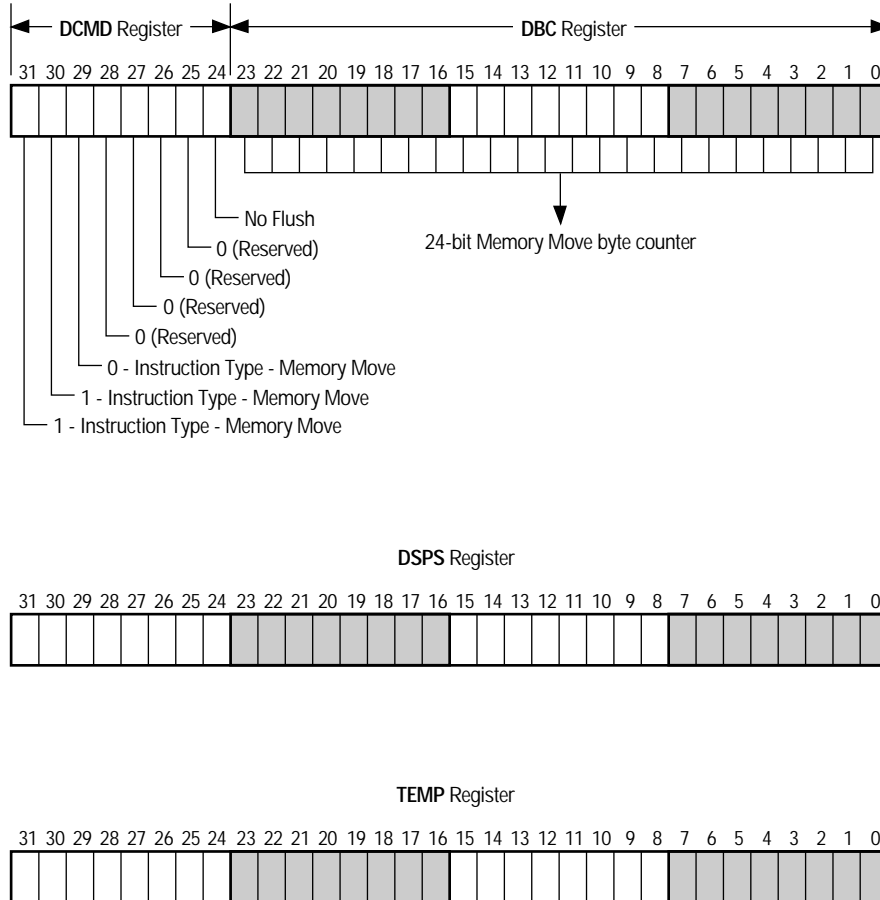 DCMD Register DBC Register
31 30 29 28 27 26 25 24 23 22 21 20 19 18 17 16 15 14 13 12 11 10 9 8 7 6 5 4 3 2 1 0
No Flush
24-bit Memory Move byte counter
0 (Reserved)
0 (Reserved)
0 (Reserved)
0 (Reserved)
0 - Instruction Type - Memory Move
1 - Instruction Type - Memory Move
1 - Instruction Type - Memory Move
DSPS Register
31 30 29 28 27 26 25 24 23 22 21 20 19 18 17 16 15 14 13 12 11 10 9 8 7 6 5 4 3 2 1 0
TEMP Register
31 30 29 28 27 26 25 24 23 22 21 20 19 18 17 16 15 14 13 12 11 10 9 8 7 6 5 4 3 2 1 0